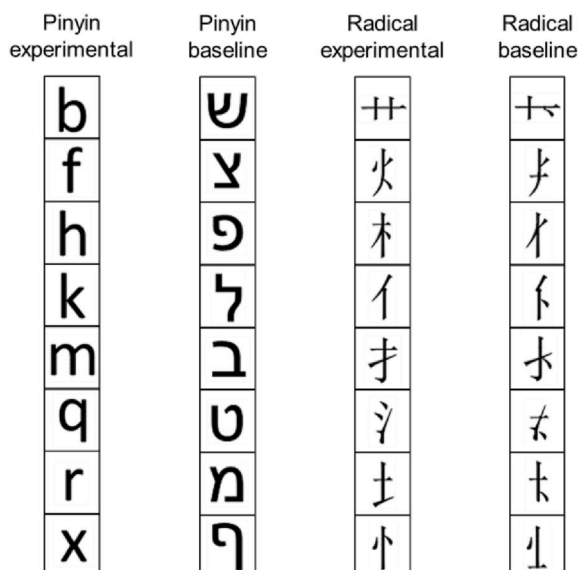 Pinyin Pinyin Radical Radical
experimental baseline experimental baseline
b ש 艹
f צ 火
h פ 木
k ל 亻
m ב 扌
q ט 氵
r מ 土
x ף 忄